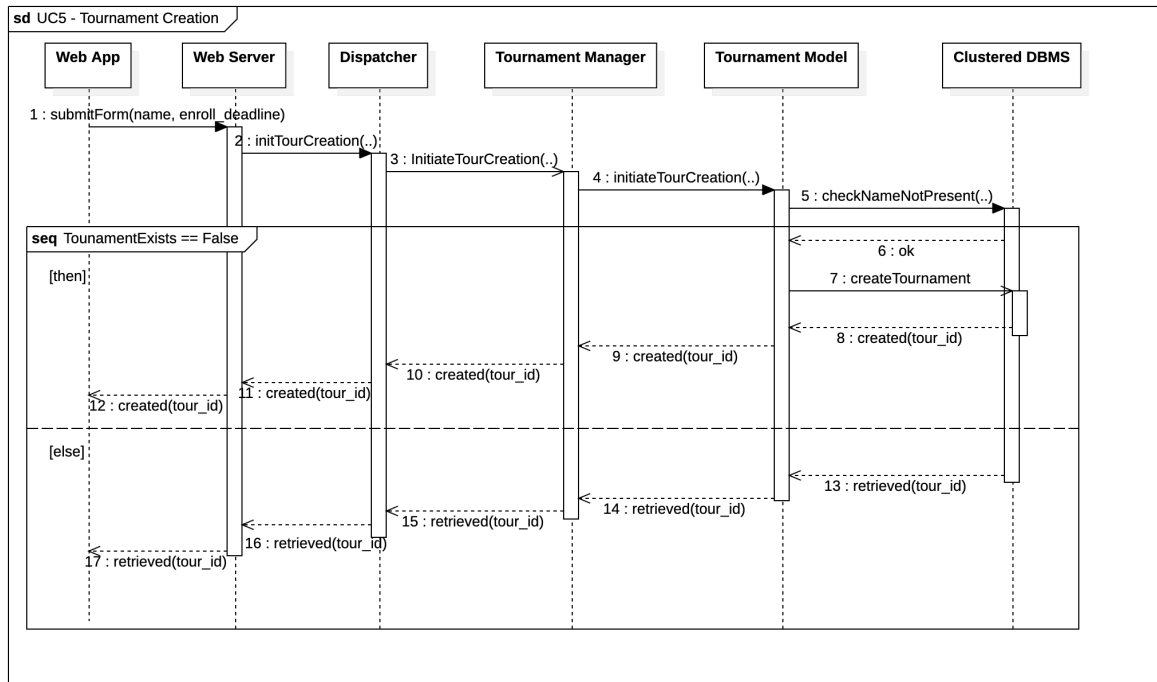 sd UC5 - Tournament Creation
Web App
Web Server
Dispatcher
Tournament Manager
Tournament Model
Clustered DBMS
1 : submitForm(name, enroll_deadline)
2 : initTourCreation(..)
3 : InitiateTourCreation(..)
4 : initiateTourCreation(..)
5 : checkNameNotPresent(..)
seq TounamentExists == False
6 : ok
[then]
7 : createTournament
8 : created(tour_id)
9 : created(tour_id)
10 : created(tour_id)
11 : created(tour_id)
12 : created(tour_id)
[else]
13 : retrieved(tour_id)
14 : retrieved(tour_id)
15 : retrieved(tour_id)
16 : retrieved(tour_id)
17 : retrieved(tour_id)